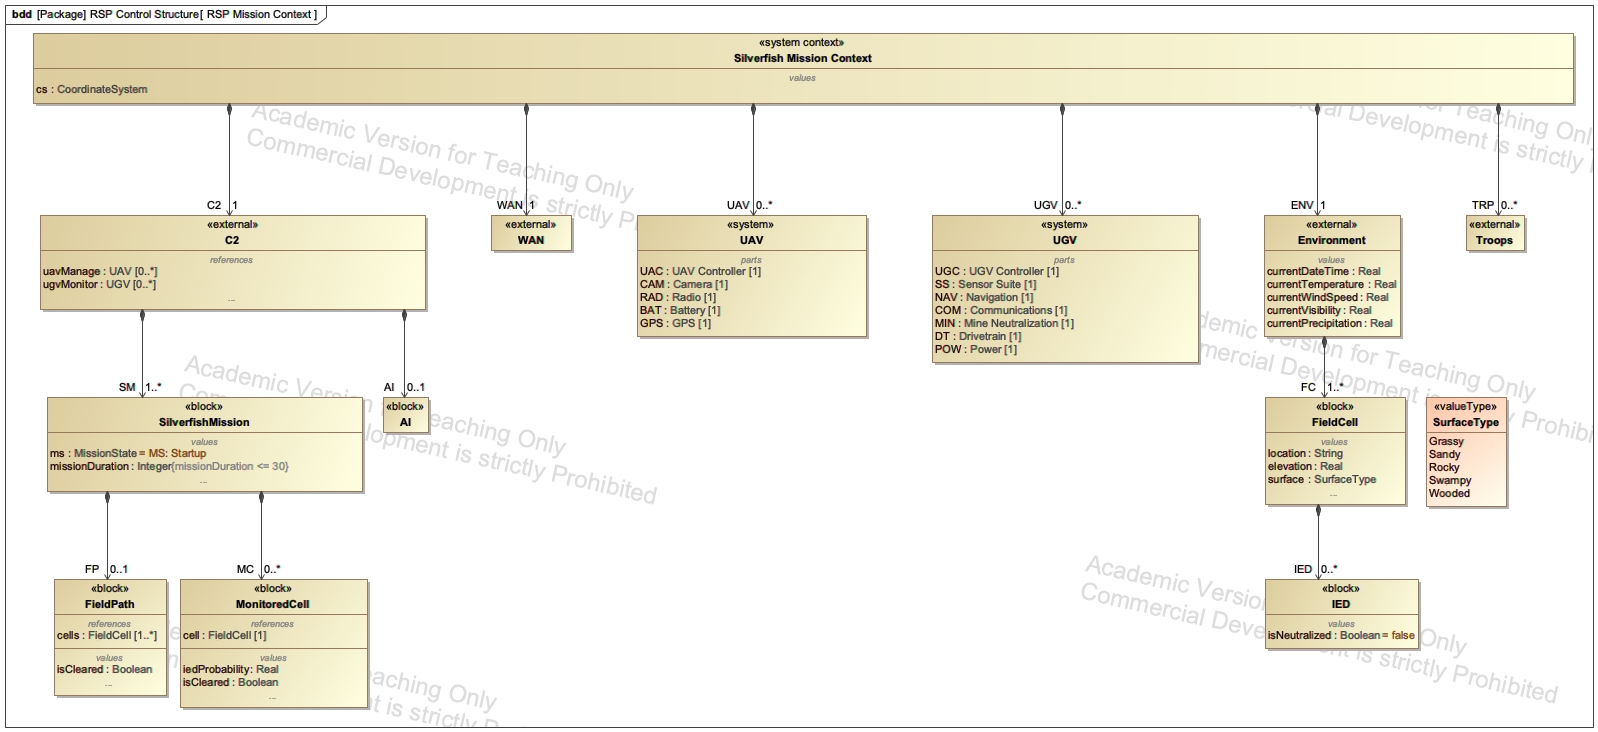 bdd [Package] RSP Control Structure[ RSP Mission Context ]
«system context»
Silverfish Mission Context
values
cs : CoordinateSystem
C2 1
WAN 1
UAV 0..*
UGV 0..*
ENV 1
TRP 0..*
«external»
C2
references
uavManage : UAV [0..*]
ugvMonitor : UGV [0..*]
...
«external»
WAN
«system»
UAV
parts
UAC : UAV Controller [1]
CAM : Camera [1]
RAD : Radio [1]
BAT : Battery [1]
GPS : GPS [1]
«system»
UGV
parts
UGC : UGV Controller [1]
SS : Sensor Suite [1]
NAV : Navigation [1]
COM : Communications [1]
MIN : Mine Neutralization [1]
DT : Drivetrain [1]
POW : Power [1]
«external»
Environment
values
currentDateTime : Real
currentTemperature : Real
currentWindSpeed : Real
currentVisibility : Real
currentPrecipitation : Real
«external»
Troops
SM 1..*
AI 0..1
FC 1..*
«block»
SilverfishMission
values
ms : MissionState = MS: Startup
missionDuration : Integer{missionDuration <= 30}
...
«block»
AI
«block»
FieldCell
values
location : String
elevation : Real
surface : SurfaceType
...
«valueType»
SurfaceType
Grassy
Sandy
Rocky
Swampy
Wooded
FP 0..1
MC 0..*
IED 0..*
«block»
FieldPath
references
cells : FieldCell [1..*]
values
isCleared : Boolean
...
«block»
MonitoredCell
references
cell : FieldCell [1]
values
iedProbability : Real
isCleared : Boolean
...
«block»
IED
values
isNeutralized : Boolean = false
Academic Version for Teaching Only
Commercial Development is strictly